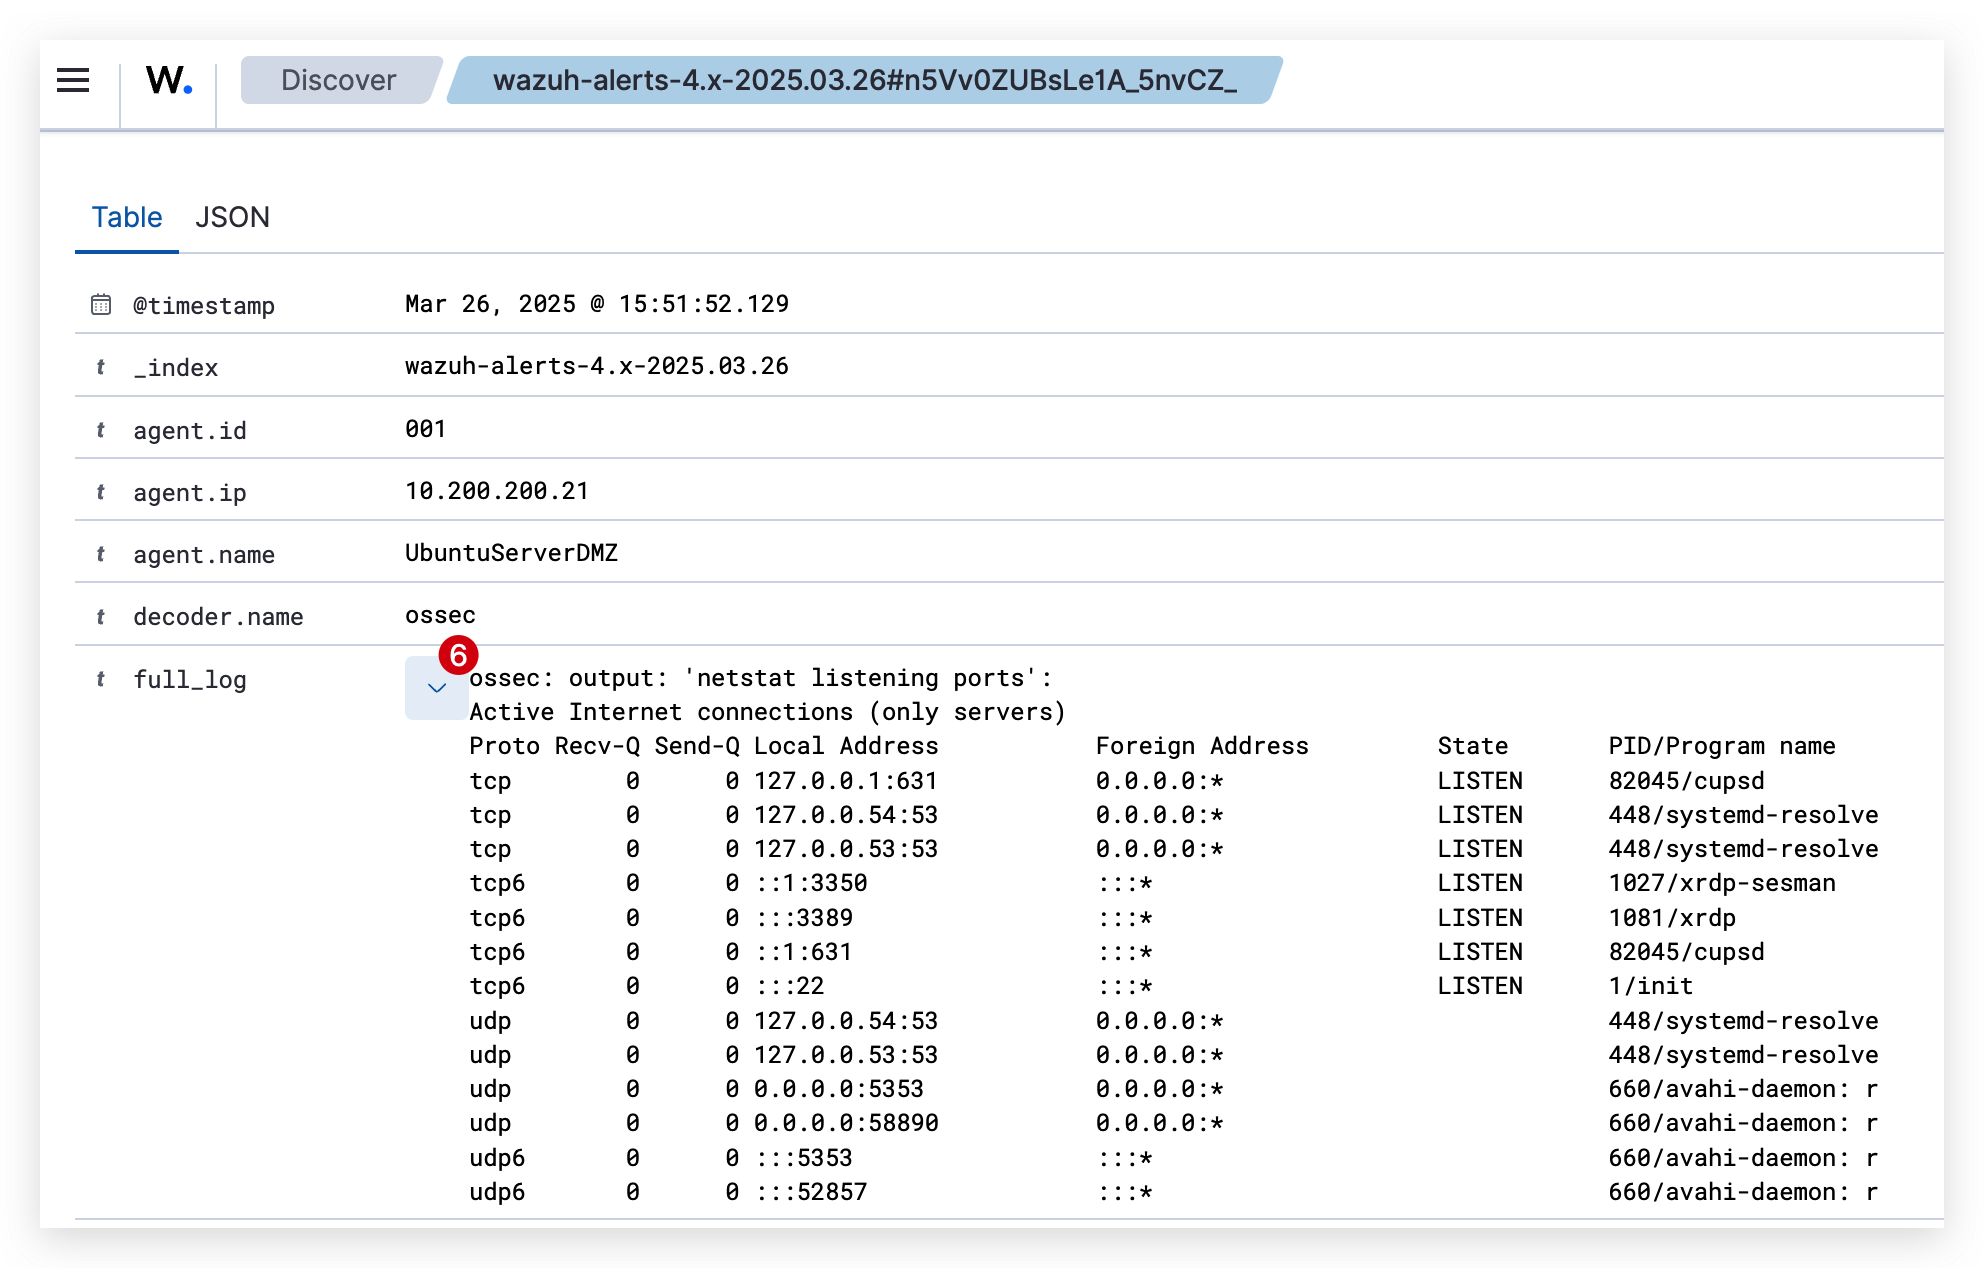 W.
Discover
wazuh-alerts-4.x-2025.03.26#n5Vv0ZUBsLe1A_5nvCZ_
Table JSON
@timestamp Mar 26, 2025 @ 15:51:52.129
t _index wazuh-alerts-4.x-2025.03.26
t agent.id 001
t agent.ip 10.200.200.21
t agent.name UbuntuServerDMZ
t decoder.name ossec
6
t full_log ossec: output: 'netstat listening ports':
Active Internet connections (only servers)
Proto Recv-Q Send-Q Local Address Foreign Address State PID/Program name
tcp 0 0 127.0.0.1:631 0.0.0.0:* LISTEN 82045/cupsd
tcp 0 0 127.0.0.54:53 0.0.0.0:* LISTEN 448/systemd-resolve
tcp 0 0 127.0.0.53:53 0.0.0.0:* LISTEN 448/systemd-resolve
tcp6 0 0 ::1:3350 :::* LISTEN 1027/xrdp-sesman
tcp6 0 0 :::3389 :::* LISTEN 1081/xrdp
tcp6 0 0 ::1:631 :::* LISTEN 82045/cupsd
tcp6 0 0 :::22 :::* LISTEN 1/init
udp 0 0 127.0.0.54:53 0.0.0.0:* 448/systemd-resolve
udp 0 0 127.0.0.53:53 0.0.0.0:* 448/systemd-resolve
udp 0 0 0.0.0.0:5353 0.0.0.0:* 660/avahi-daemon: r
udp 0 0 0.0.0.0:58890 0.0.0.0:* 660/avahi-daemon: r
udp6 0 0 :::5353 :::* 660/avahi-daemon: r
udp6 0 0 :::52857 :::* 660/avahi-daemon: r